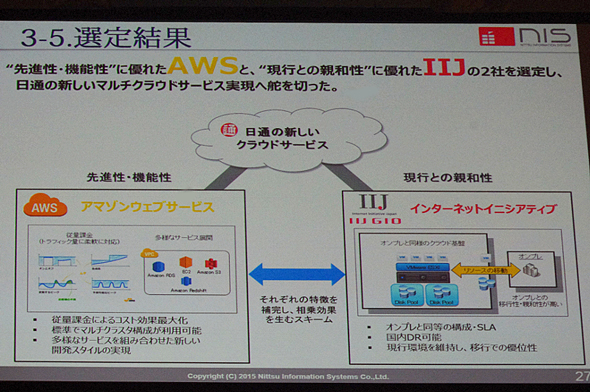 3-5.選定結果
NIS
“先進性・機能性”に優れたAWSと、“現行との親和性”に優れたIIJの2社を選定し、
日通の新しいマルチクラウドサービス実現へ舵を切った。
通 日通の新しい
クラウドサービス
先進性・機能性
現行との親和性
AWS アマゾンウェブサービス
従量課金
(トラフィック量に柔軟に対応)
多様なサービス展開
VPC
Amazon RDS
EC2
Amazon S3
Amazon Redshift
従量課金によるコスト効果最大化
標準でマルチクラスタ構成が利用可能
多様なサービスを組み合わせた新しい
開発スタイルの実現
それぞれの特徴を
補完し、相乗効果
を生むスキーム
IIJ
Internet Initiative Japan
IIJ GIO
インターネットイニシアティブ
オンプレと同様のクラウド基盤
VMware ESXi
Disk Pool
Disk Pool
リソースの移動
オンプレ
オンプレとの
移行性・親和性が高い
オンプレと同等の構成・SLA
国内DR可能
現行環境を維持し、移行での優位性
Copyright (C) 2015 Nittsu Information Systems Co.,Ltd.
27